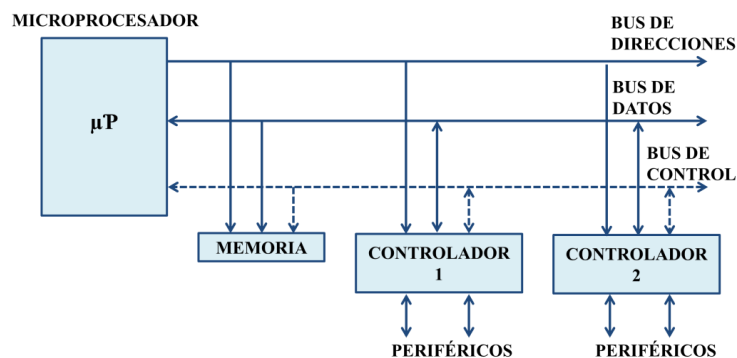 MICROPROCESADOR
µP
BUS DE
DIRECCIONES
BUS DE
DATOS
BUS DE
CONTROL
MEMORIA
CONTROLADOR
1
CONTROLADOR
2
PERIFÉRICOS
PERIFÉRICOS